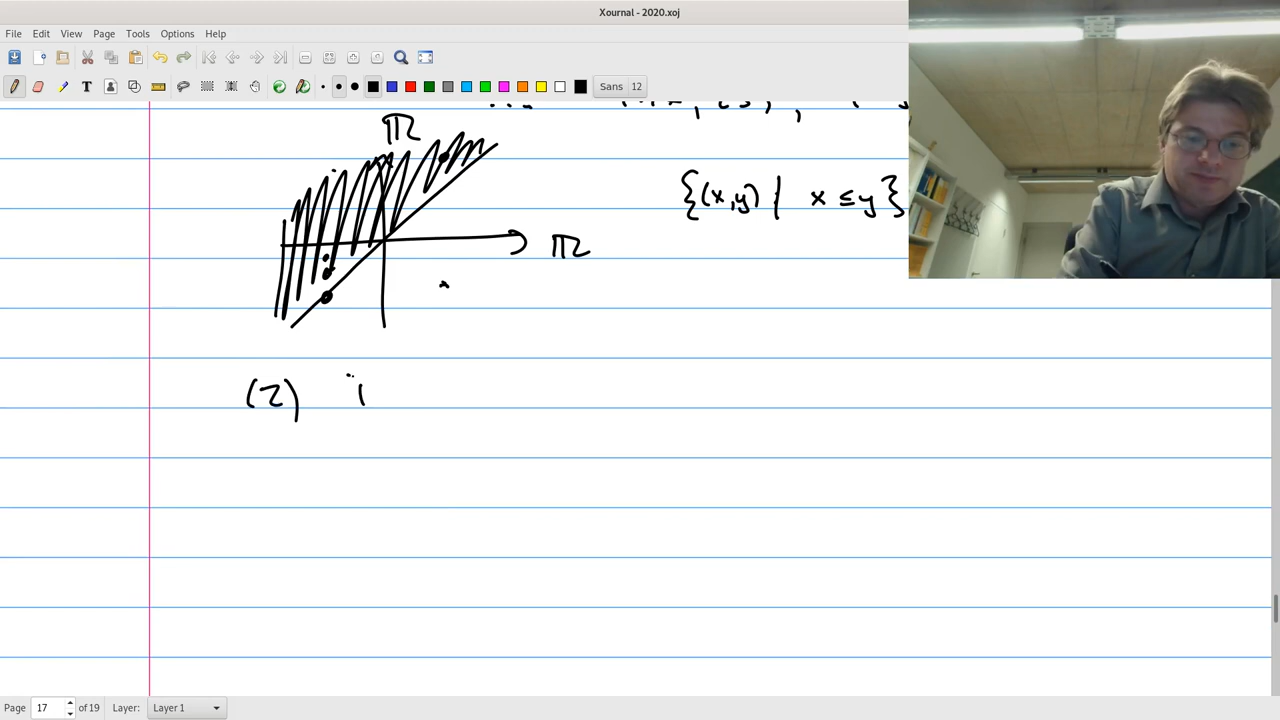 Xournal - 2020.xoj
File Edit View Page Tools Options Help
Sans 12
ℝ
{(x,y) | x ≤ y}
ℝ
(2) i
Page 17 of 19 Layer: Layer 1